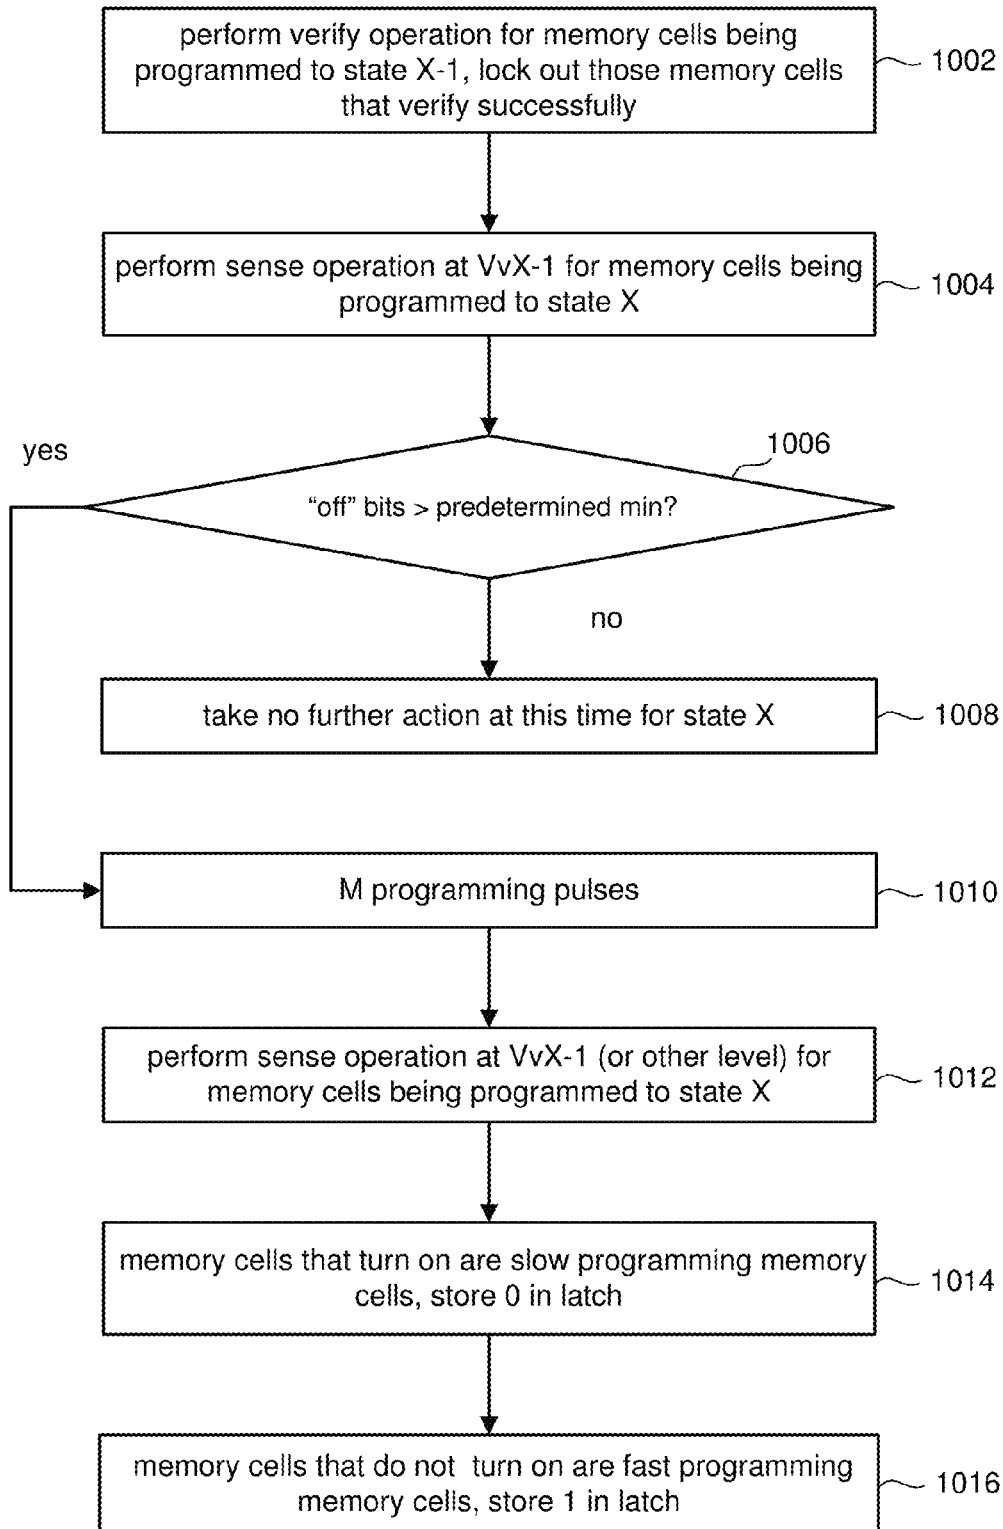 perform verify operation for memory cells being
programmed to state X-1, lock out those memory cells
that verify successfully
1002
perform sense operation at VvX-1 for memory cells being
programmed to state X
1004
yes
1006
“off” bits > predetermined min?
no
take no further action at this time for state X
1008
M programming pulses
1010
perform sense operation at VvX-1 (or other level) for
memory cells being programmed to state X
1012
memory cells that turn on are slow programming memory
cells, store 0 in latch
1014
memory cells that do not turn on are fast programming
memory cells, store 1 in latch
1016